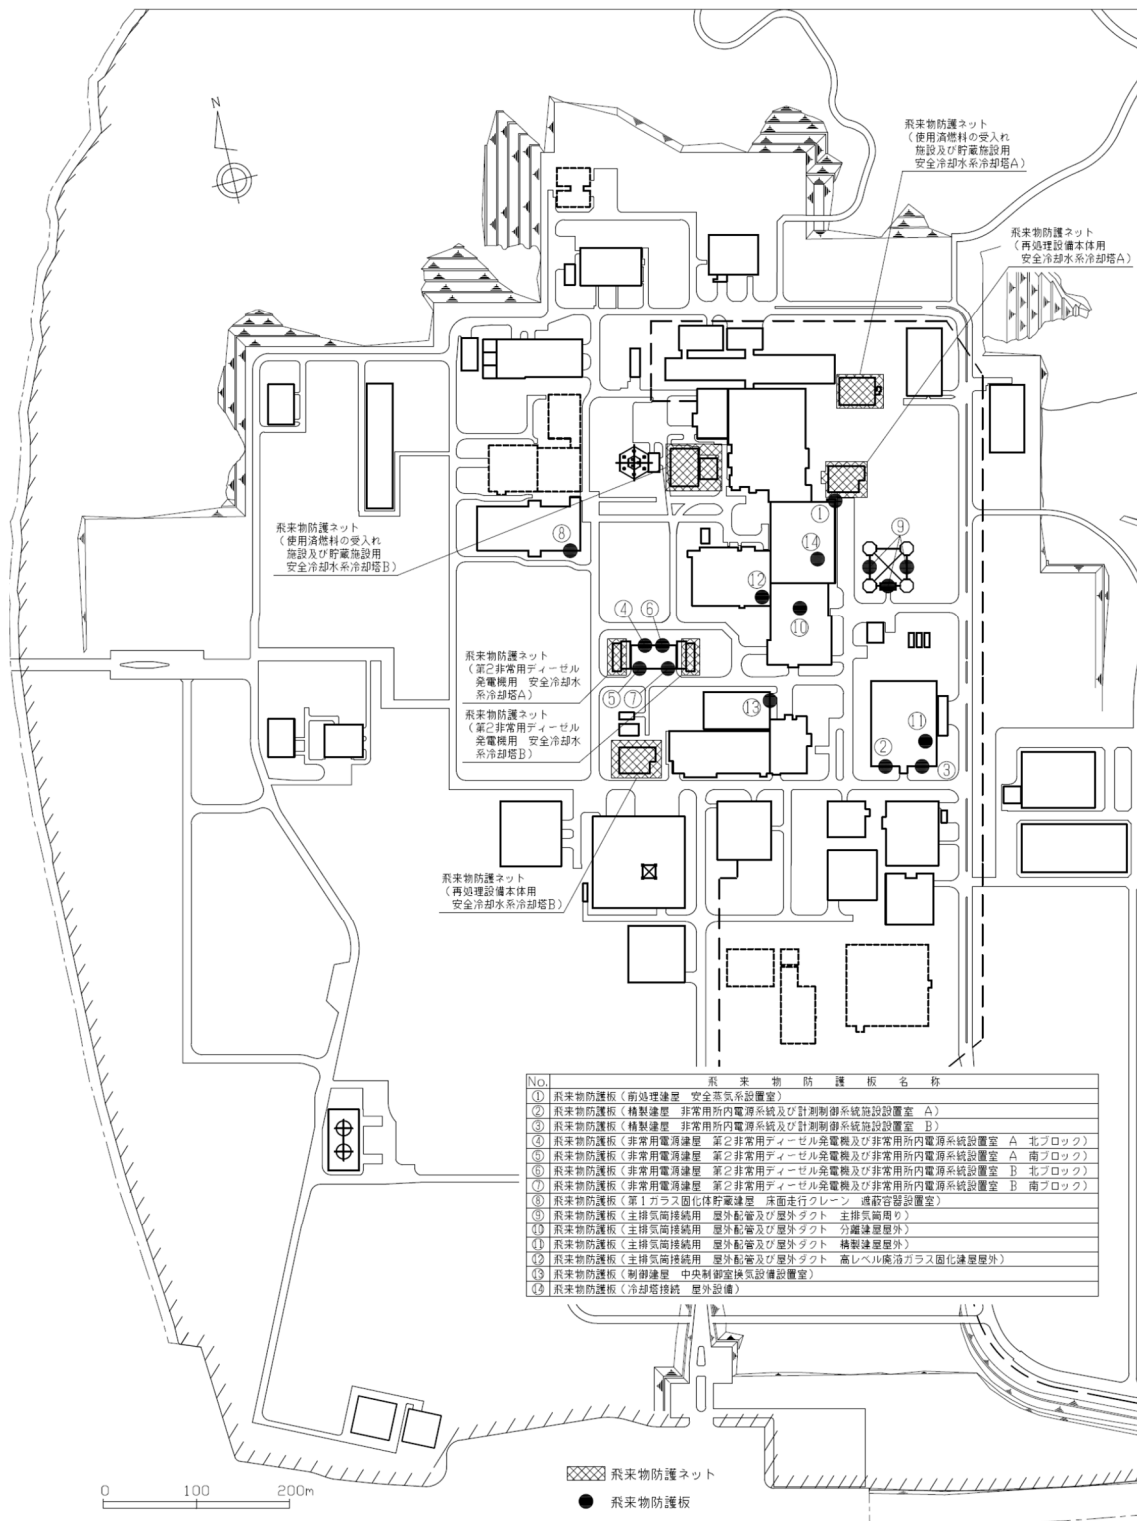 N
飛来物防護ネット
（使用済燃料の受入れ
施設及び貯蔵施設用
安全冷却水系冷却塔A）
飛来物防護ネット
（再処理設備本体用
安全冷却水系冷却塔A）
飛来物防護ネット
（使用済燃料の受入れ
施設及び貯蔵施設用
安全冷却水系冷却塔B）
①
⑨
⑧
⑭
⑫
⑩
④ ⑥
飛来物防護ネット
（第2非常用ディーゼル
発電機用 安全冷却水
系冷却塔A）
⑤ ⑦
飛来物防護ネット
（第2非常用ディーゼル
発電機用 安全冷却水
系冷却塔B）
⑬
⑪
②
③
飛来物防護ネット
（再処理設備本体用
安全冷却水系冷却塔B）
No. 飛来物防護板名称
① 飛来物防護板（前処理建屋 安全蒸気系設置室）
② 飛来物防護板（精製建屋 非常用所内電源系統及び計測制御系統施設設置室 A）
③ 飛来物防護板（精製建屋 非常用所内電源系統及び計測制御系統施設設置室 B）
④ 飛来物防護板（非常用電源建屋 第2非常用ディーゼル発電機及び非常用所内電源系統設置室 A 北ブロック）
⑤ 飛来物防護板（非常用電源建屋 第2非常用ディーゼル発電機及び非常用所内電源系統設置室 A 南ブロック）
⑥ 飛来物防護板（非常用電源建屋 第2非常用ディーゼル発電機及び非常用所内電源系統設置室 B 北ブロック）
⑦ 飛来物防護板（非常用電源建屋 第2非常用ディーゼル発電機及び非常用所内電源系統設置室 B 南ブロック）
⑧ 飛来物防護板（第1ガラス固化体貯蔵建屋 床面走行クレーン 遮蔽容器設置室）
⑨ 飛来物防護板（主排気筒接続用 屋外配管及び屋外ダクト 主排気筒周り）
⑩ 飛来物防護板（主排気筒接続用 屋外配管及び屋外ダクト 分離建屋屋外）
⑪ 飛来物防護板（主排気筒接続用 屋外配管及び屋外ダクト 精製建屋屋外）
⑫ 飛来物防護板（主排気筒接続用 屋外配管及び屋外ダクト 高レベル廃液ガラス固化建屋屋外）
⑬ 飛来物防護板（制御建屋 中央制御室換気設備設置室）
⑭ 飛来物防護板（冷却塔接続 屋外設備）
飛来物防護ネット
飛来物防護板
0 100 200m